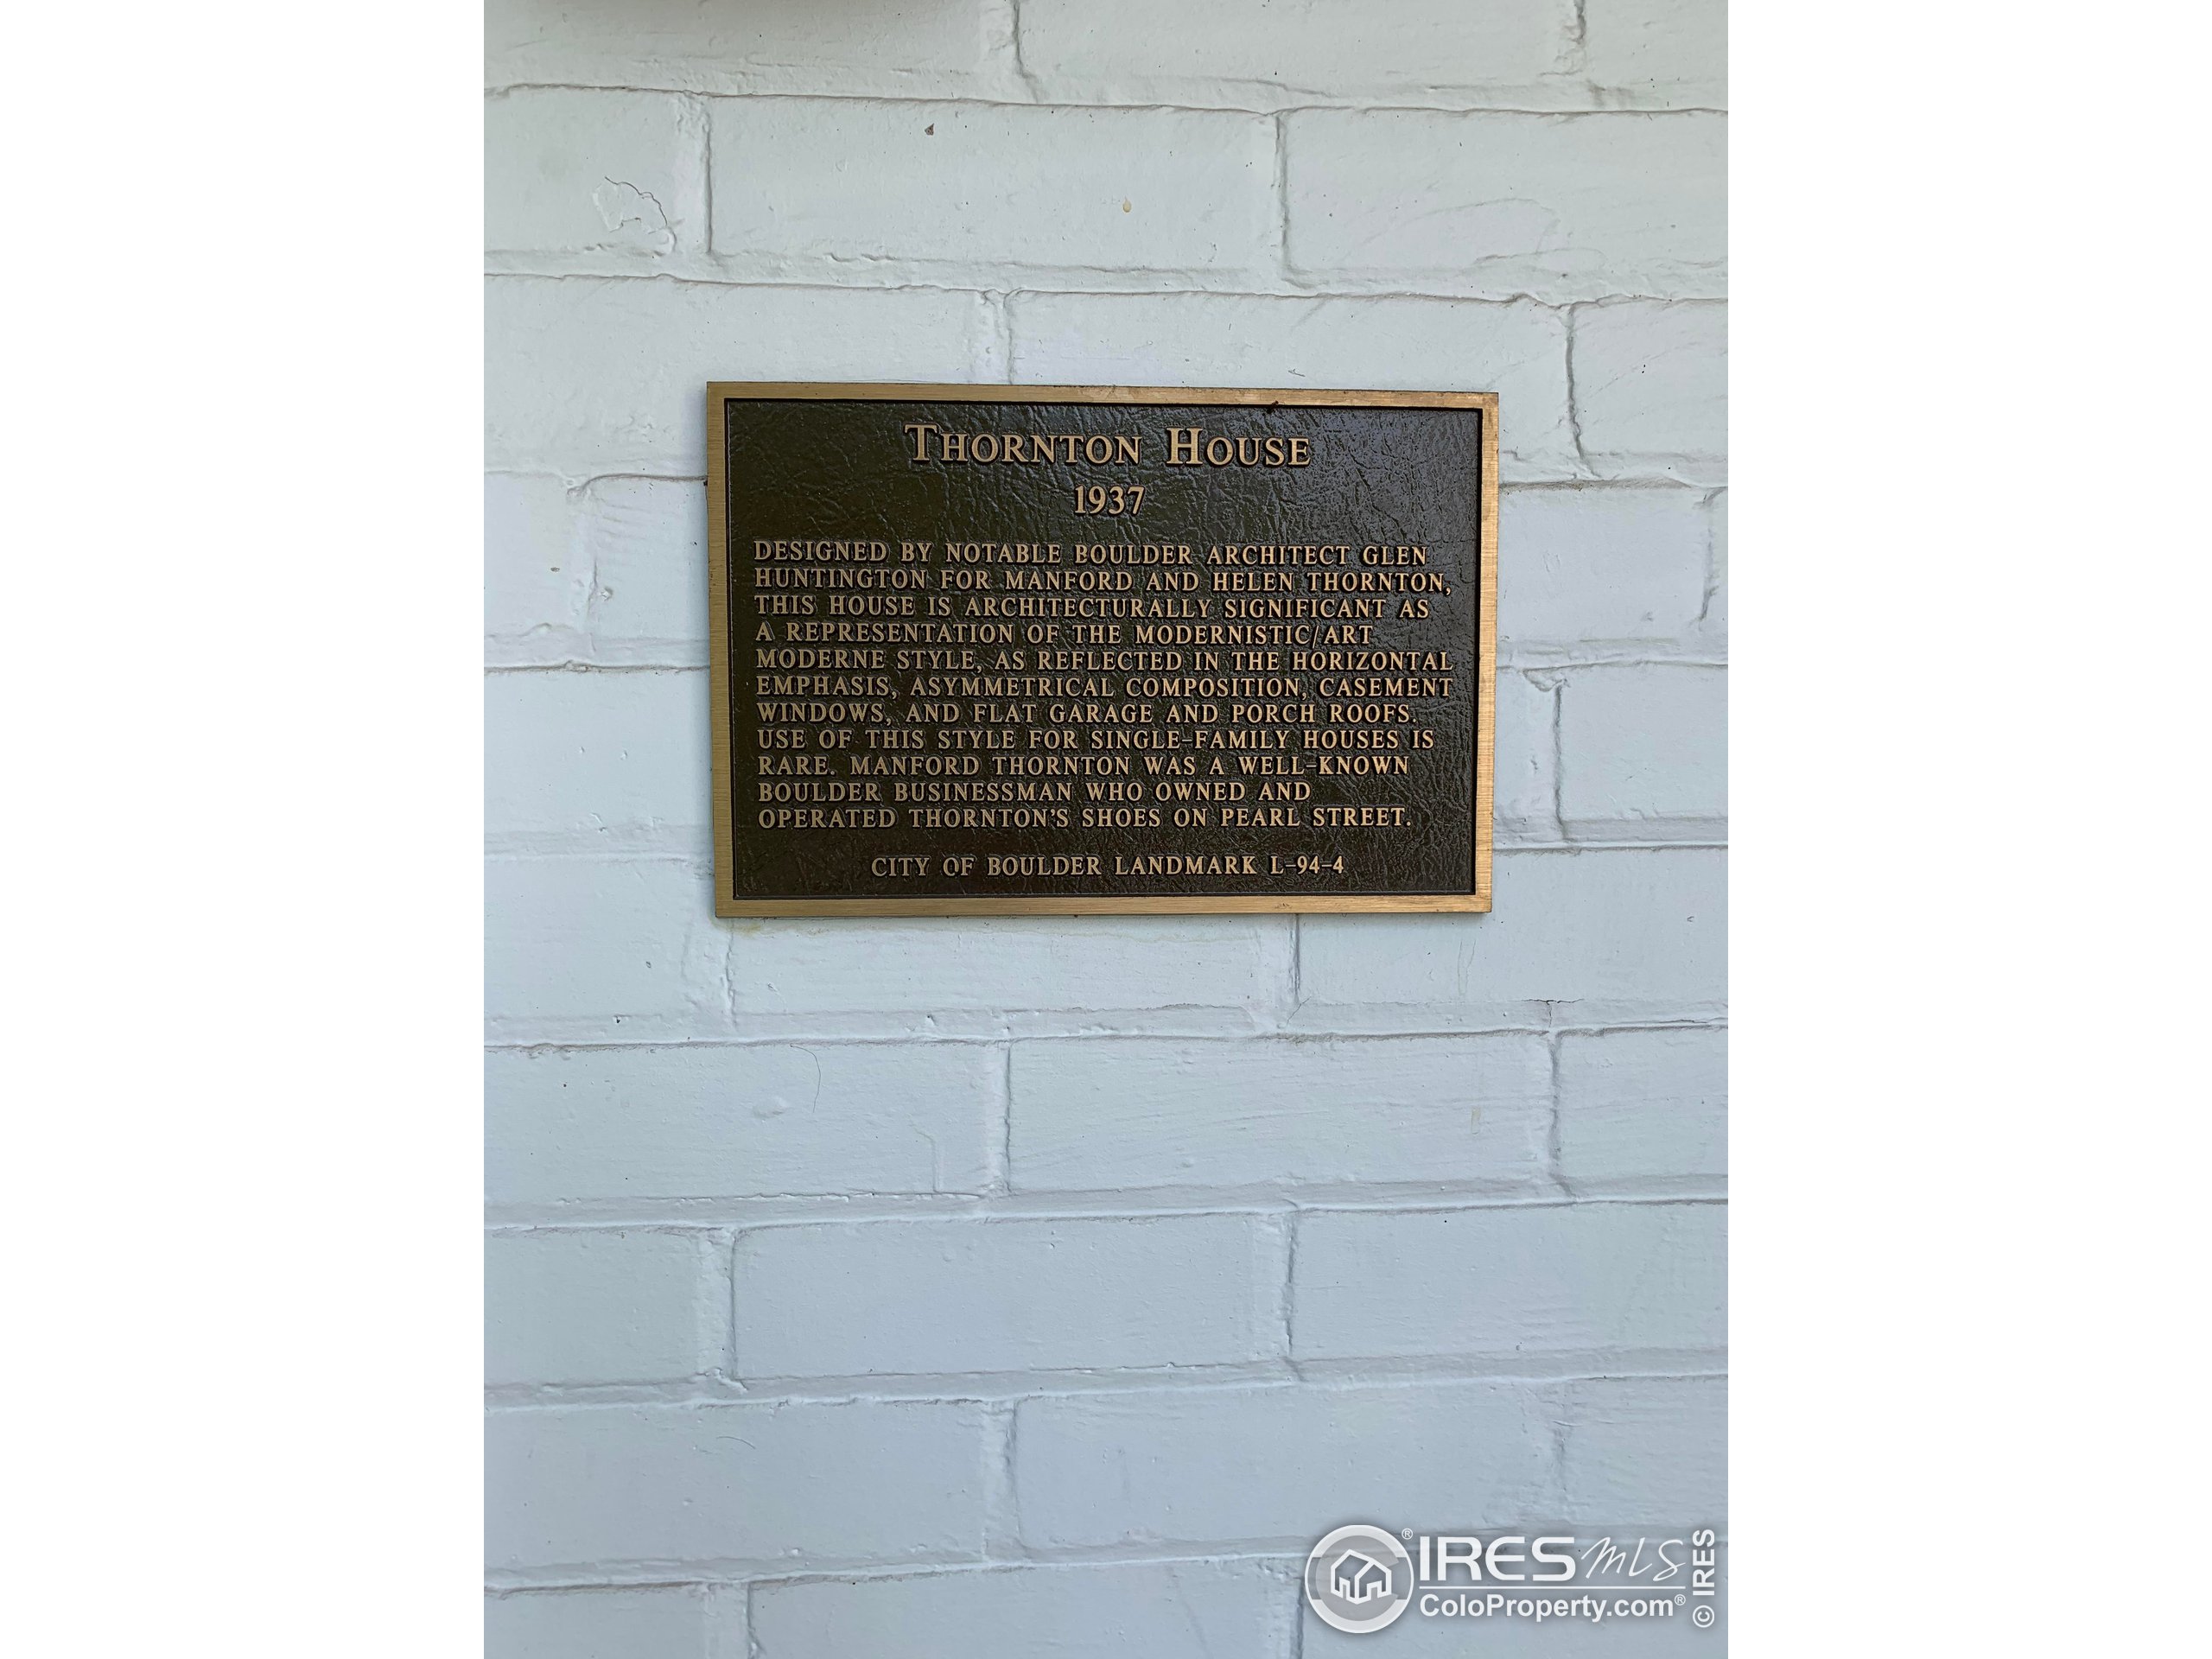 THORNTON HOUSE
1937
DESIGNED BY NOTABLE BOULDER ARCHITECT GLEN
HUNTINGTON FOR MANFORD AND HELEN THORNTON,
THIS HOUSE IS ARCHITECTURALLY SIGNIFICANT AS
A REPRESENTATION OF THE MODERNISTIC/ART
MODERNE STYLE, AS REFLECTED IN THE HORIZONTAL
EMPHASIS, ASYMMETRICAL COMPOSITION, CASEMENT
WINDOWS, AND FLAT GARAGE AND PORCH ROOFS.
USE OF THIS STYLE FOR SINGLE-FAMILY HOUSES IS
RARE. MANFORD THORNTON WAS A WELL-KNOWN
BOULDER BUSINESSMAN WHO OWNED AND
OPERATED THORNTON'S SHOES ON PEARL STREET.
CITY OF BOULDER LANDMARK L-94-4
® IRES MLS
ColoProperty.com®
© IRES